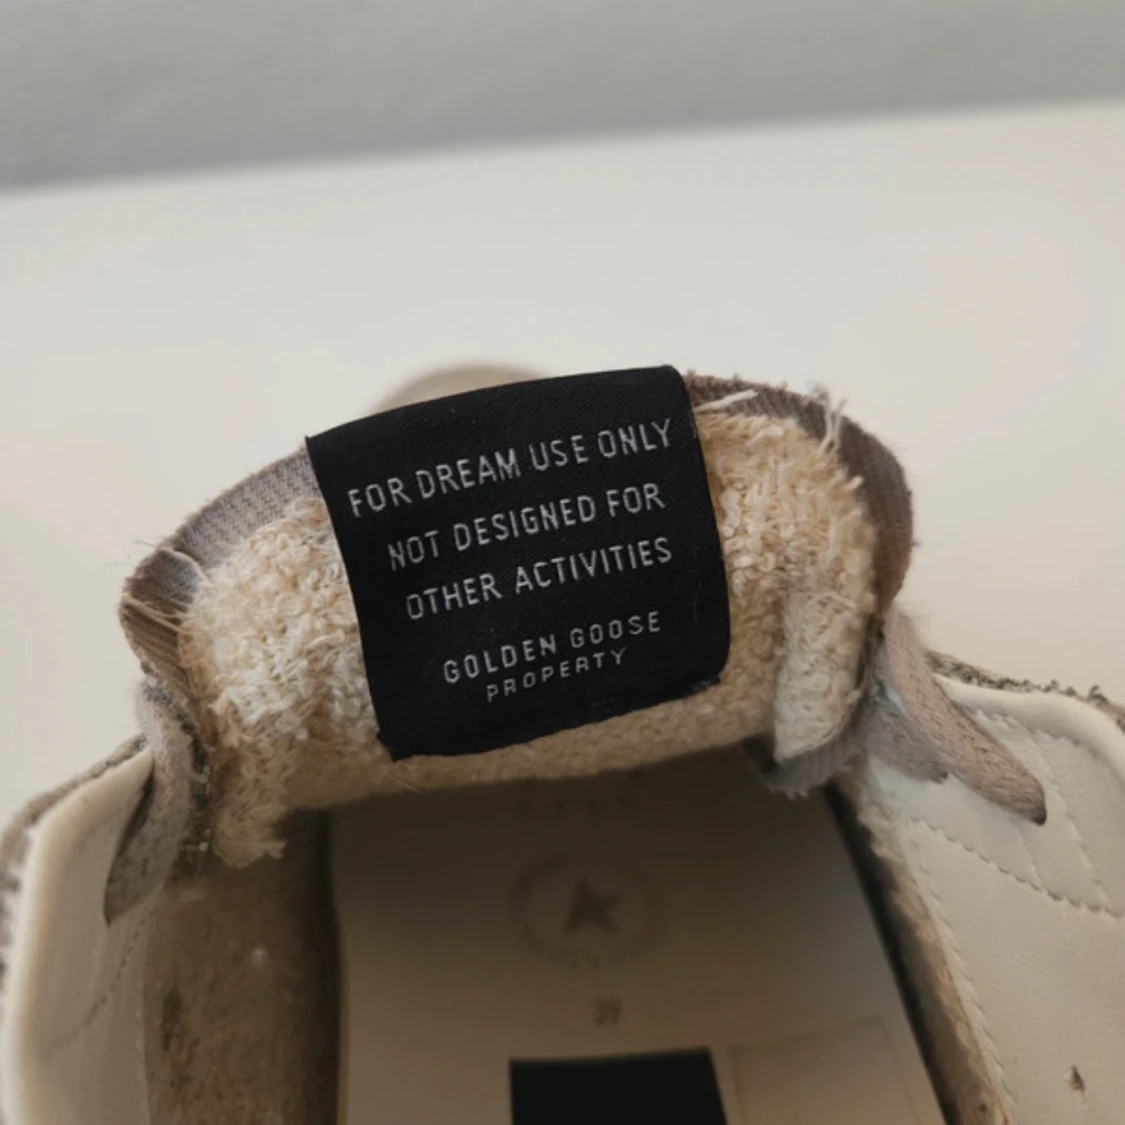 FOR DREAM USE ONLY
NOT DESIGNED FOR
OTHER ACTIVITIES
GOLDEN GOOSE
PROPERTY